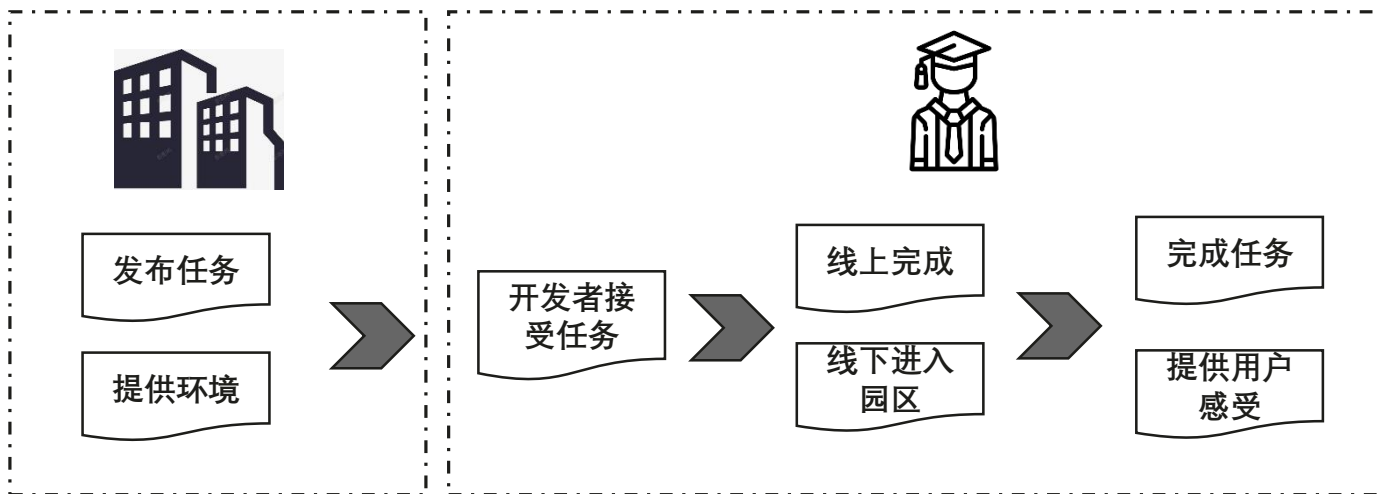 发布任务
提供环境
开发者接
受任务
线上完成
线下进入
园区
完成任务
提供用户
感受